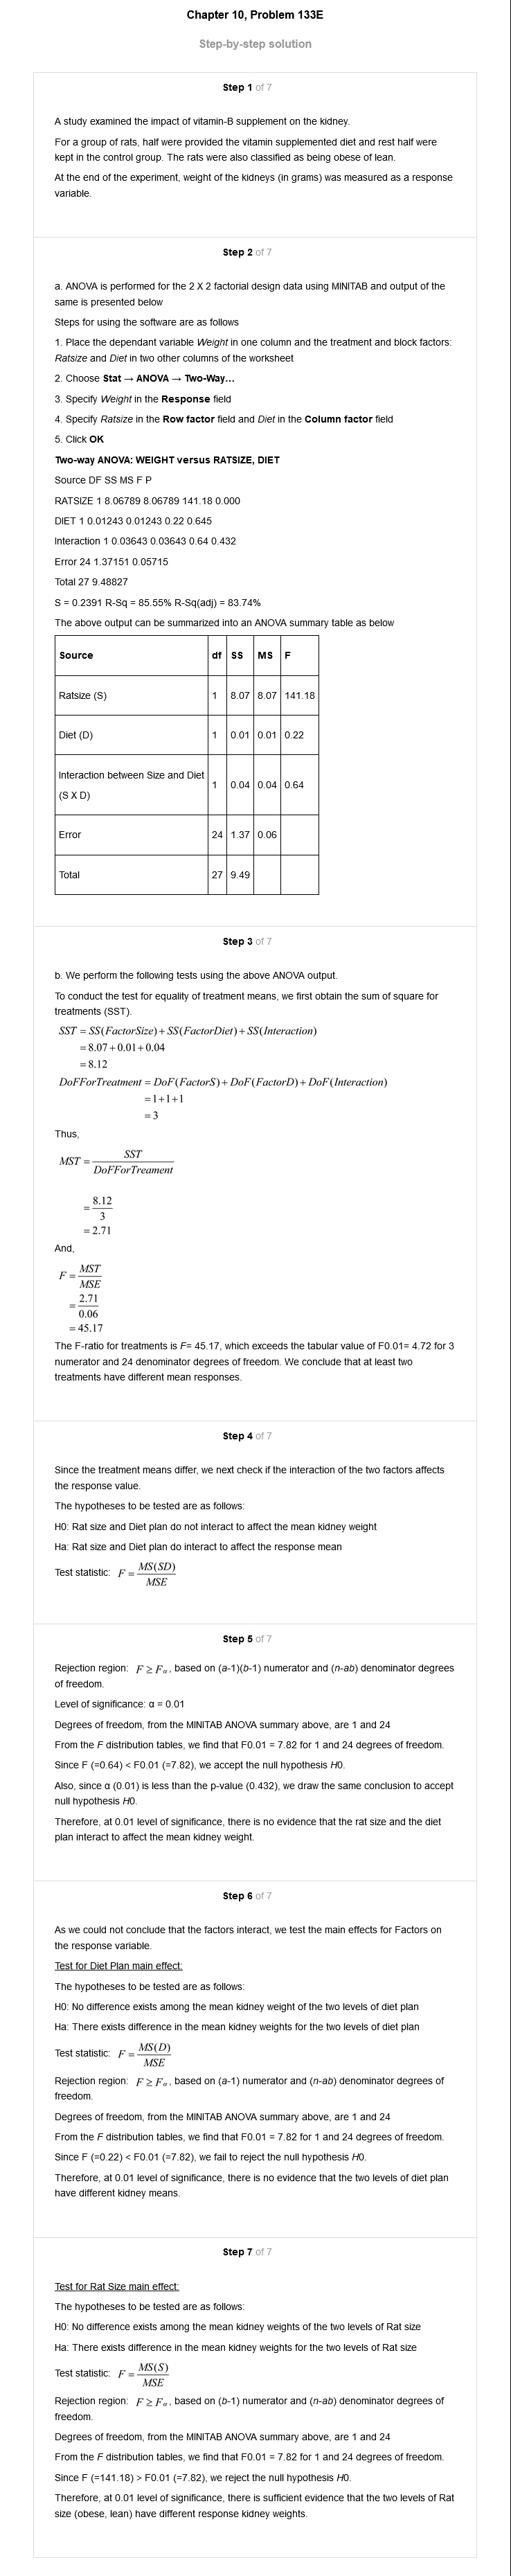 Chapter 10, Problem 133E
Step-by-step solution
Step 1 of 7
A study examined the impact of vitamin-B supplement on the kidney.
For a group of rats, half were provided the vitamin supplemented diet and rest half were
kept in the control group. The rats were also classified as being obese of lean.
At the end of the experiment, weight of the kidneys (in grams) was measured as a response
variable.
Step 2 of 7
a. ANOVA is performed for the 2 X 2 factorial design data using MINITAB and output of the
same is presented below
Steps for using the software are as follows
1. Place the dependant variable Weight in one column and the treatment and block factors:
Ratsize and Diet in two other columns of the worksheet
2. Choose Stat → ANOVA → Two-Way…
3. Specify Weight in the Response field
4. Specify Ratsize in the Row factor field and Diet in the Column factor field
5. Click OK
Two-way ANOVA: WEIGHT versus RATSIZE, DIET
Source DF SS MS F P
RATSIZE 1 8.06789 8.06789 141.18 0.000
DIET 1 0.01243 0.01243 0.22 0.645
Interaction 1 0.03643 0.03643 0.64 0.432
Error 24 1.37151 0.05715
Total 27 9.48827
S = 0.2391 R-Sq = 85.55% R-Sq(adj) = 83.74%
The above output can be summarized into an ANOVA summary table as below
Source df SS MS F
Ratsize (S) 1 8.07 8.07 141.18
Diet (D) 1 0.01 0.01 0.22
Interaction between Size and Diet
(S X D) 1 0.04 0.04 0.64
Error 24 1.37 0.06
Total 27 9.49
Step 3 of 7
b. We perform the following tests using the above ANOVA output.
To conduct the test for equality of treatment means, we first obtain the sum of square for
treatments (SST).
SST = SS(FactorSize) + SS(FactorDiet) + SS(Interaction)
= 8.07 + 0.01 + 0.04
= 8.12
DoFForTreatment = DoF(FactorS) + DoF(FactorD) + DoF(Interaction)
= 1+1+1
= 3
Thus,
MST = SST / DoFForTreament
= 8.12 / 3
= 2.71
And,
F = MST / MSE
= 2.71 / 0.06
= 45.17
The F-ratio for treatments is F= 45.17, which exceeds the tabular value of F0.01= 4.72 for 3
numerator and 24 denominator degrees of freedom. We conclude that at least two
treatments have different mean responses.
Step 4 of 7
Since the treatment means differ, we next check if the interaction of the two factors affects
the response value.
The hypotheses to be tested are as follows:
H0: Rat size and Diet plan do not interact to affect the mean kidney weight
Ha: Rat size and Diet plan do interact to affect the response mean
Test statistic: F = MS(SD) / MSE
Step 5 of 7
Rejection region: F ≥ Fα, based on (a-1)(b-1) numerator and (n-ab) denominator degrees
of freedom.
Level of significance: α = 0.01
Degrees of freedom, from the MINITAB ANOVA summary above, are 1 and 24
From the F distribution tables, we find that F0.01 = 7.82 for 1 and 24 degrees of freedom.
Since F (=0.64) < F0.01 (=7.82), we accept the null hypothesis H0.
Also, since α (0.01) is less than the p-value (0.432), we draw the same conclusion to accept
null hypothesis H0.
Therefore, at 0.01 level of significance, there is no evidence that the rat size and the diet
plan interact to affect the mean kidney weight.
Step 6 of 7
As we could not conclude that the factors interact, we test the main effects for Factors on
the response variable.
Test for Diet Plan main effect:
The hypotheses to be tested are as follows:
H0: No difference exists among the mean kidney weight of the two levels of diet plan
Ha: There exists difference in the mean kidney weights for the two levels of diet plan
Test statistic: F = MS(D) / MSE
Rejection region: F ≥ Fα, based on (a-1) numerator and (n-ab) denominator degrees of
freedom.
Degrees of freedom, from the MINITAB ANOVA summary above, are 1 and 24
From the F distribution tables, we find that F0.01 = 7.82 for 1 and 24 degrees of freedom.
Since F (=0.22) < F0.01 (=7.82), we fail to reject the null hypothesis H0.
Therefore, at 0.01 level of significance, there is no evidence that the two levels of diet plan
have different kidney means.
Step 7 of 7
Test for Rat Size main effect:
The hypotheses to be tested are as follows:
H0: No difference exists among the mean kidney weights of the two levels of Rat size
Ha: There exists difference in the mean kidney weights for the two levels of Rat size
Test statistic: F = MS(S) / MSE
Rejection region: F ≥ Fα, based on (b-1) numerator and (n-ab) denominator degrees of
freedom.
Degrees of freedom, from the MINITAB ANOVA summary above, are 1 and 24
From the F distribution tables, we find that F0.01 = 7.82 for 1 and 24 degrees of freedom.
Since F (=141.18) > F0.01 (=7.82), we reject the null hypothesis H0.
Therefore, at 0.01 level of significance, there is sufficient evidence that the two levels of Rat
size (obese, lean) have different response kidney weights.